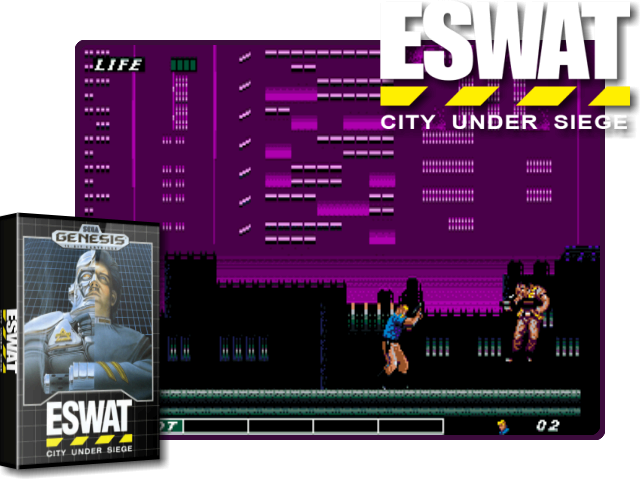 ESWAT
CITY UNDER SIEGE
LIFE
SEGA
GENESIS
ESWAT
ESWAT
CITY UNDER SIEGE
02